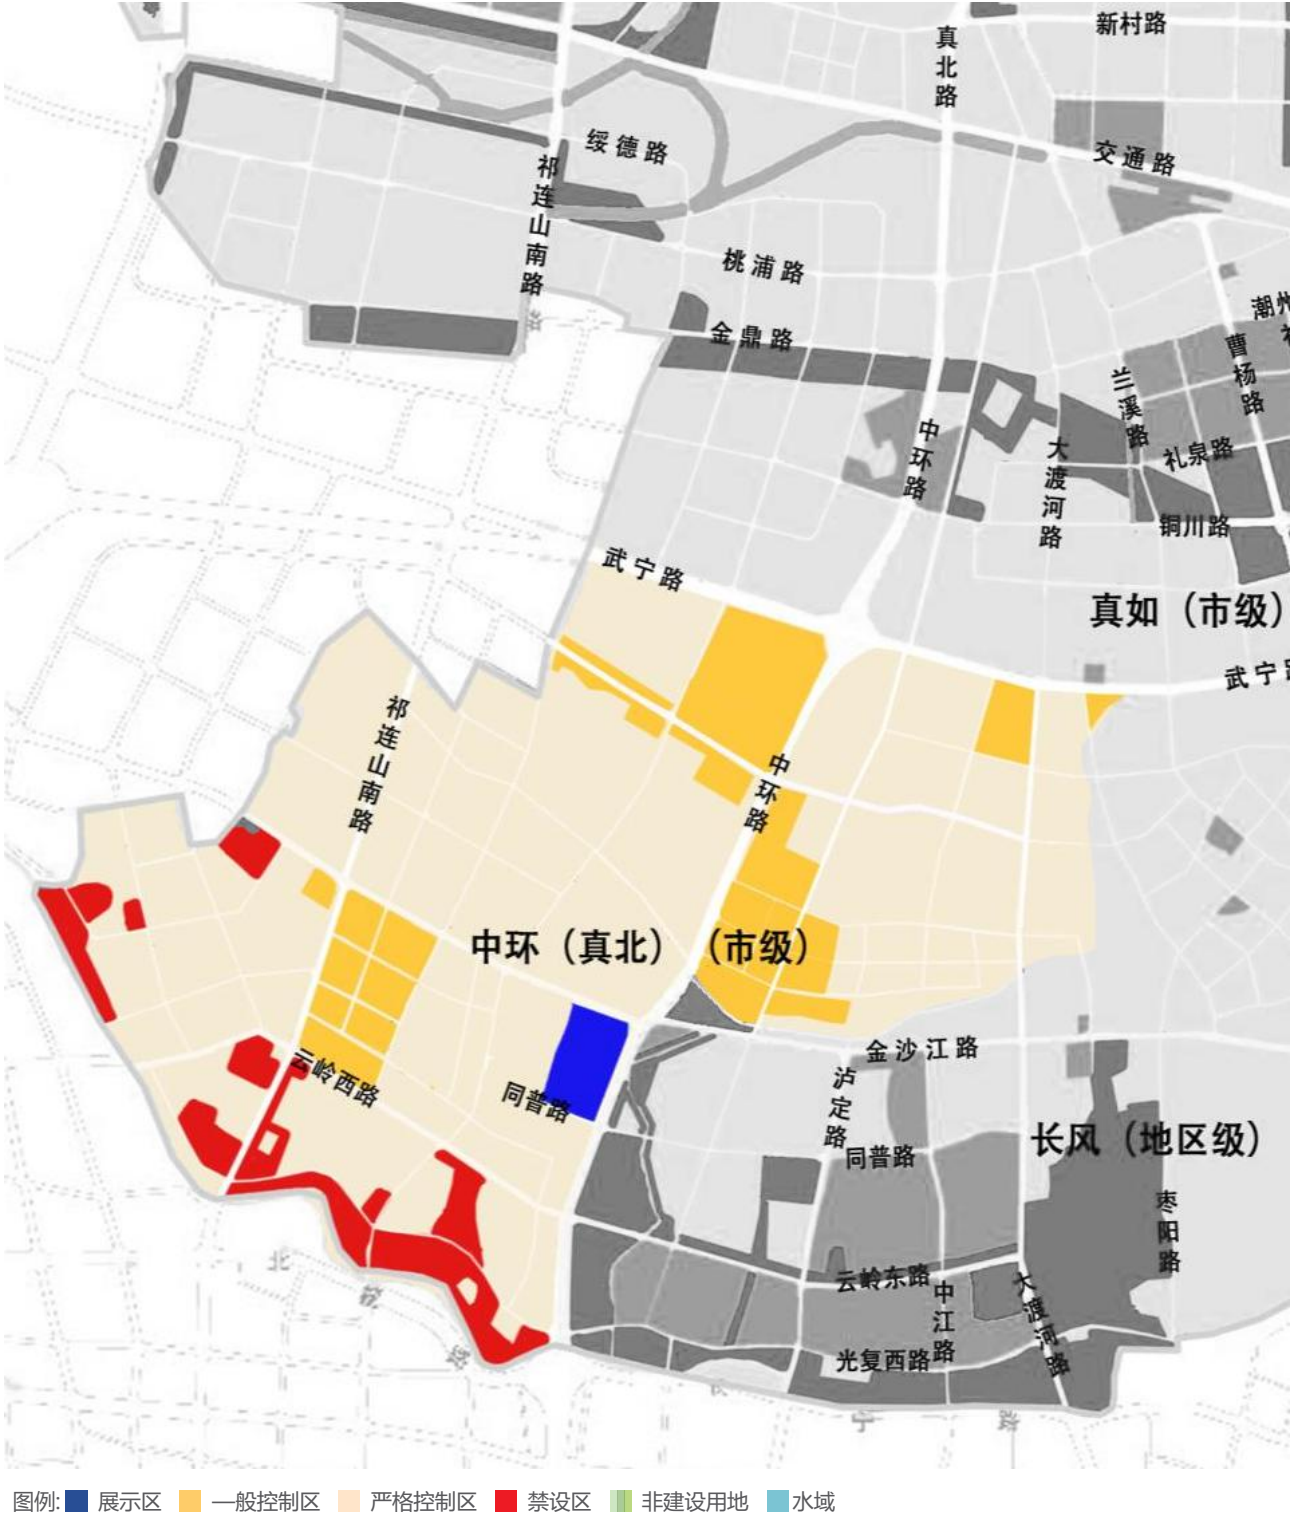 新村路
真北路
绥德路
交通路
祁连山南路
桃浦路
金鼎路
潮州
曹杨路
兰溪路
中环路
大渡河路
礼泉路
铜川路
武宁路
真如（市级）
武宁路
祁连山南路
中环路
中环（真北）（市级）
云岭西路
同普路
金沙江路
泸定路
同普路
长风（地区级）
枣阳路
云岭东路
中江路
大渡河路
光复西路
北
宁
路
图例: 展示区 一般控制区 严格控制区 禁设区 非建设用地 水域